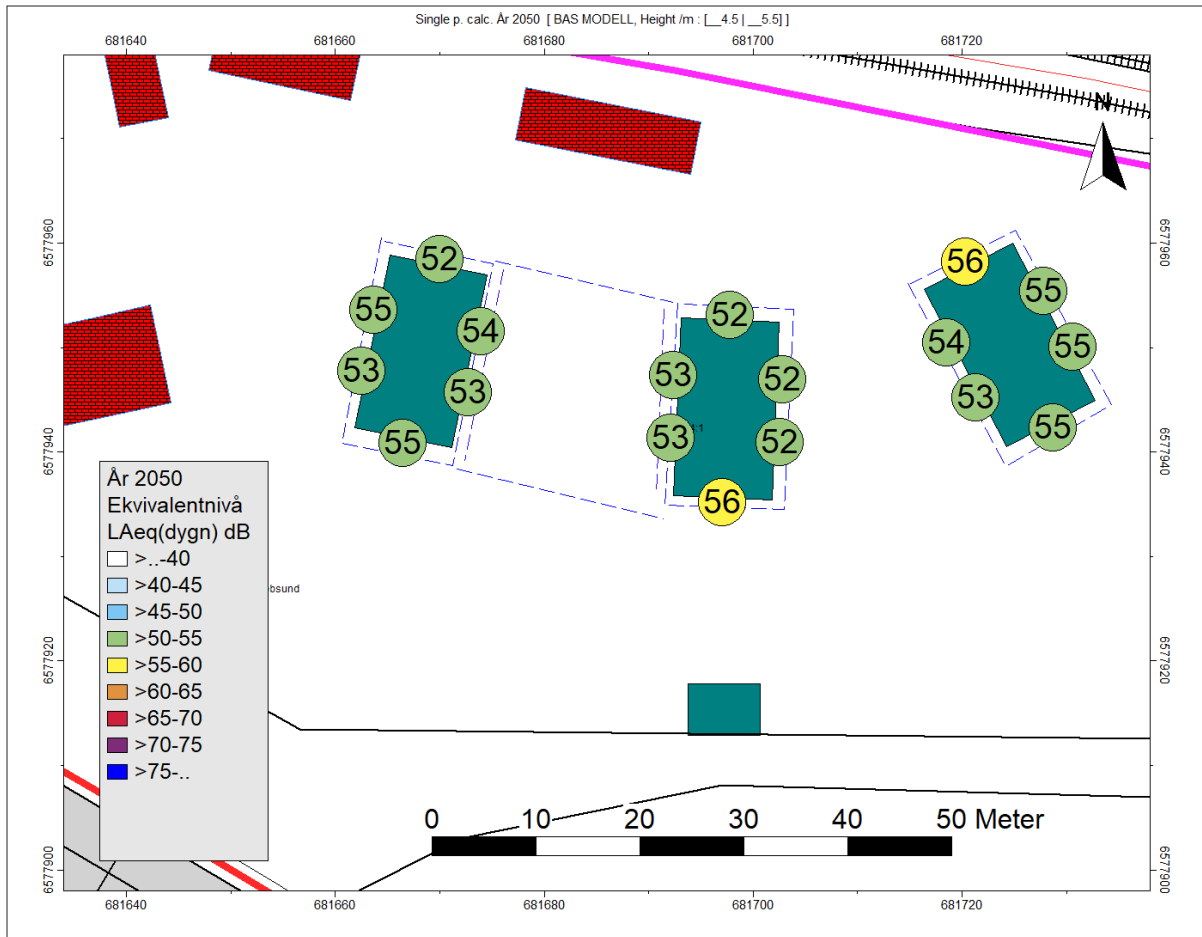 Single p. calc. År 2050 [ BAS MODELL, Height /m : [__4.5 | __5.5] ]
681640 681660 681680 681700 681720
N
6577960 6577960
56
52 55
55 52
54 54 55
53 53 52 53
53
55 53 52 55
6577940 6577940
56
År 2050
Ekvivalentnivå
LAeq(dygn) dB
>..-40
>40-45
>45-50
>50-55
>55-60
>60-65
>65-70
>70-75
>75-..
bsund
6577920 6577920
0 10 20 30 40 50 Meter
6577900 6577900
681640 681660 681680 681700 681720